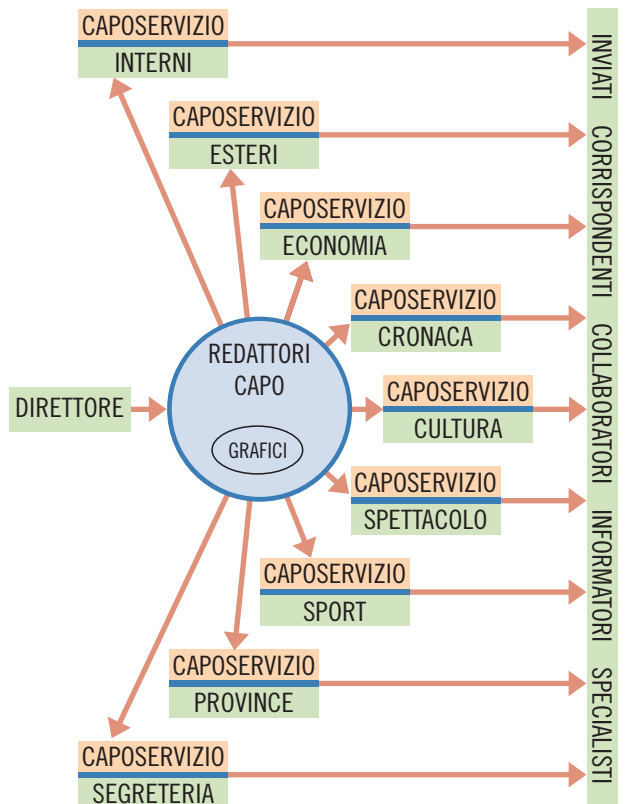 CAPOSERVIZIO
INTERNI
CAPOSERVIZIO
ESTERI
CAPOSERVIZIO
ECONOMIA
CAPOSERVIZIO
CRONACA
REDATTORI
CAPO
GRAFICI
DIRETTORE
CAPOSERVIZIO
CULTURA
CAPOSERVIZIO
SPETTACOLO
CAPOSERVIZIO
SPORT
CAPOSERVIZIO
PROVINCE
CAPOSERVIZIO
SEGRETERIA
INVIATI CORRISPONDENTI COLLABORATORI INFORMATORI SPECIALISTI